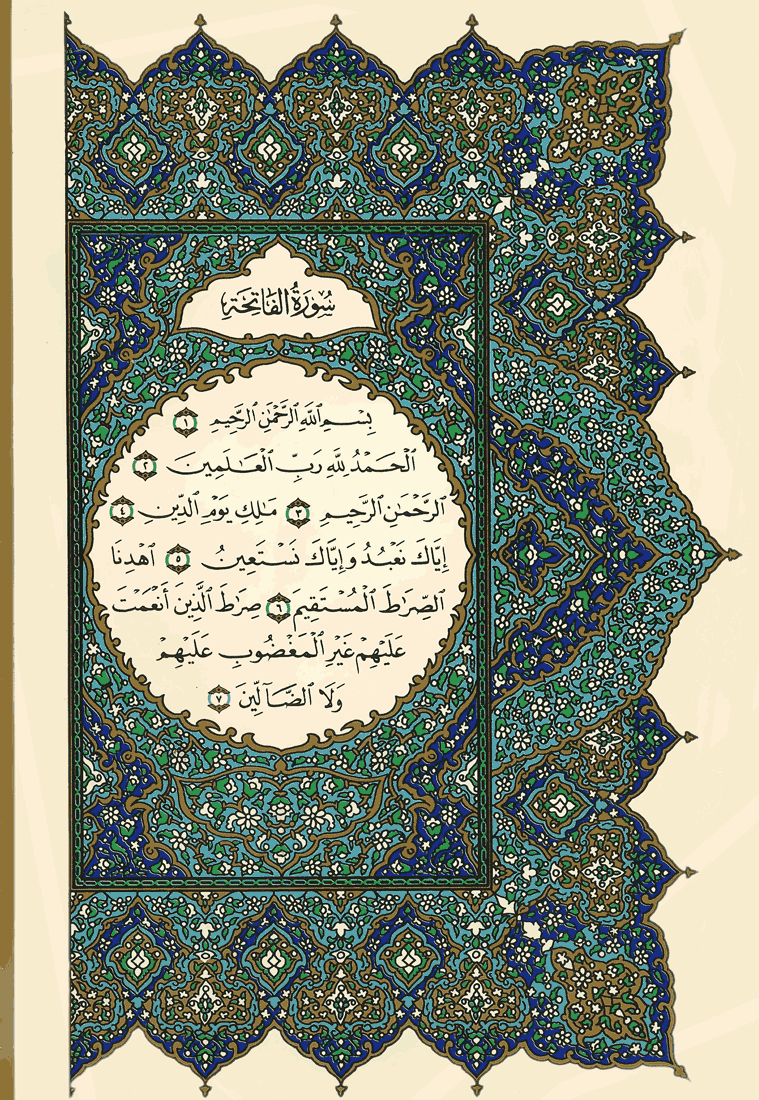 سُورَةُ الْفَاتِحَةِ
بِسْمِ ٱللَّهِ ٱلرَّحْمَٰنِ ٱلرَّحِيمِ ١
ٱلْحَمْدُ لِلَّهِ رَبِّ ٱلْعَٰلَمِينَ ٢
ٱلرَّحْمَٰنِ ٱلرَّحِيمِ ٣ مَٰلِكِ يَوْمِ ٱلدِّينِ ٤
إِيَّاكَ نَعْبُدُ وَإِيَّاكَ نَسْتَعِينُ ٥ ٱهْدِنَا
ٱلصِّرَٰطَ ٱلْمُسْتَقِيمَ ٦ صِرَٰطَ ٱلَّذِينَ أَنْعَمْتَ
عَلَيْهِمْ غَيْرِ ٱلْمَغْضُوبِ عَلَيْهِمْ
وَلَا ٱلضَّآلِّينَ ٧